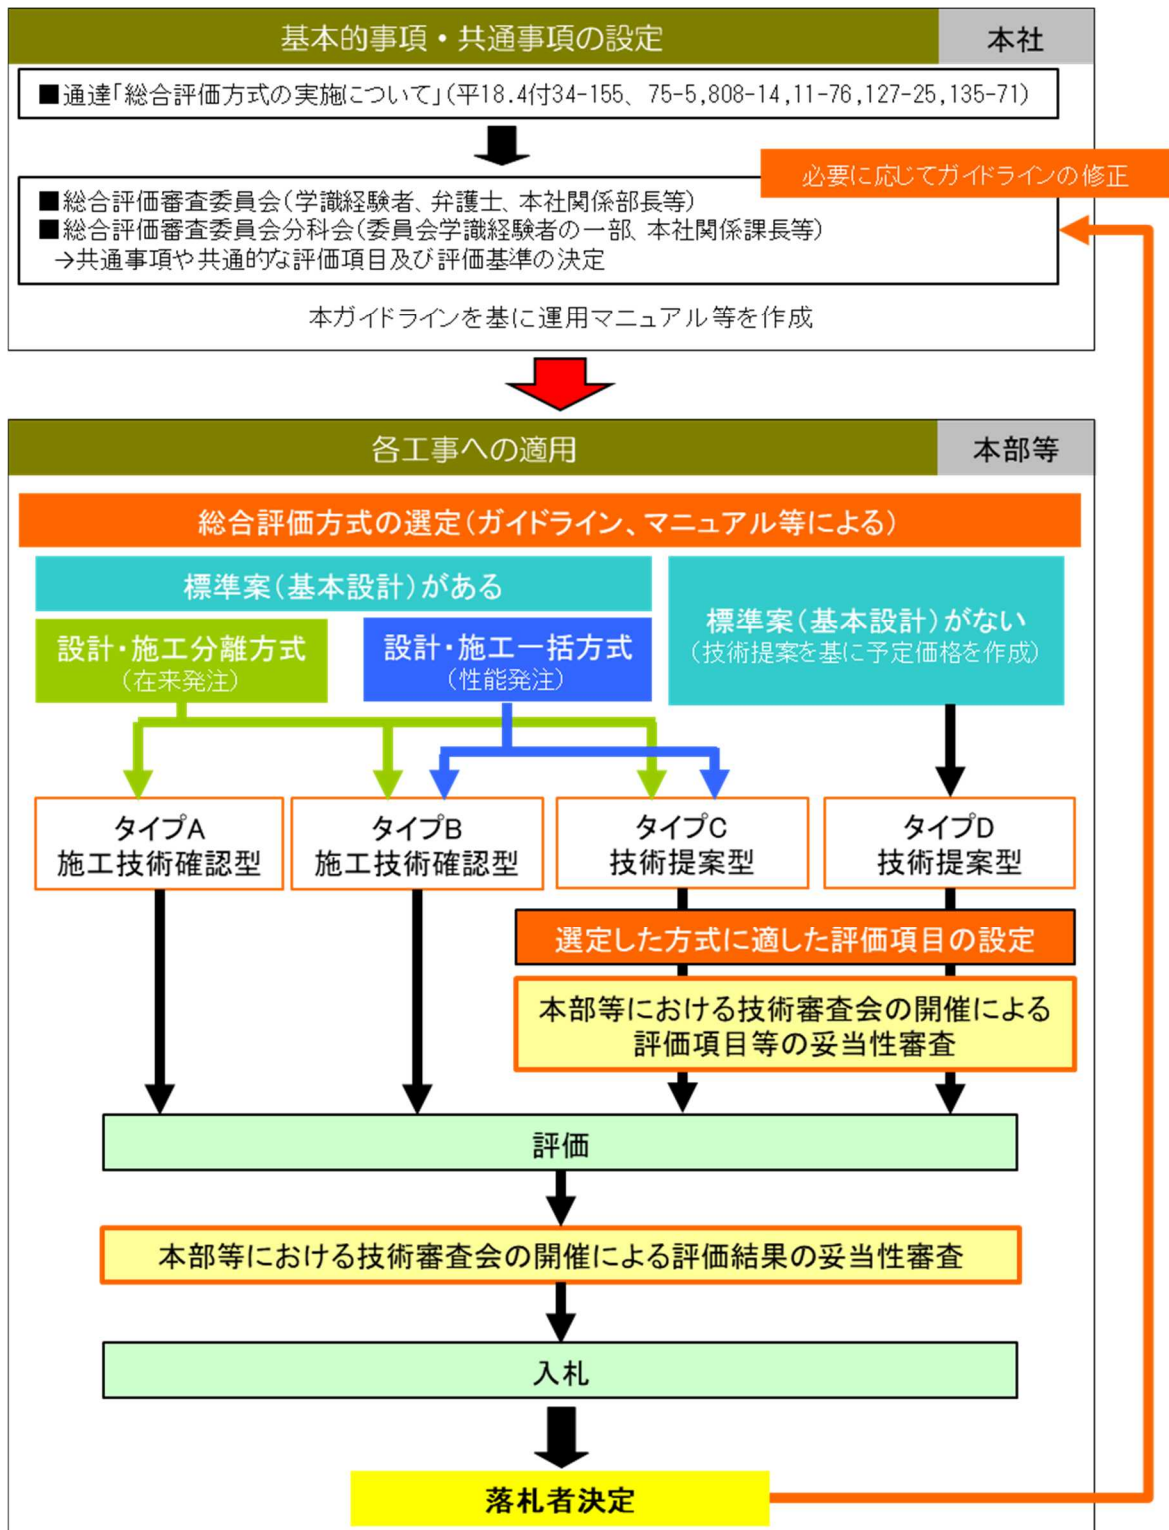 基本的事項・共通事項の設定
本社
■通達「総合評価方式の実施について」(平18.4付34-155、75-5,808-14,11-76,127-25,135-71)
必要に応じてガイドラインの修正
■総合評価審査委員会(学識経験者、弁護士、本社関係部長等)
■総合評価審査委員会分科会(委員会学識経験者の一部、本社関係課長等)
→共通事項や共通的な評価項目及び評価基準の決定
本ガイドラインを基に運用マニュアル等を作成
各工事への適用
本部等
総合評価方式の選定(ガイドライン、マニュアル等による)
標準案(基本設計)がある
設計・施工分離方式
(在来発注)
設計・施工一括方式
(性能発注)
標準案(基本設計)がない
(技術提案を基に予定価格を作成)
タイプA
施工技術確認型
タイプB
施工技術確認型
タイプC
技術提案型
タイプD
技術提案型
選定した方式に適した評価項目の設定
本部等における技術審査会の開催による
評価項目等の妥当性審査
評価
本部等における技術審査会の開催による評価結果の妥当性審査
入札
落札者決定